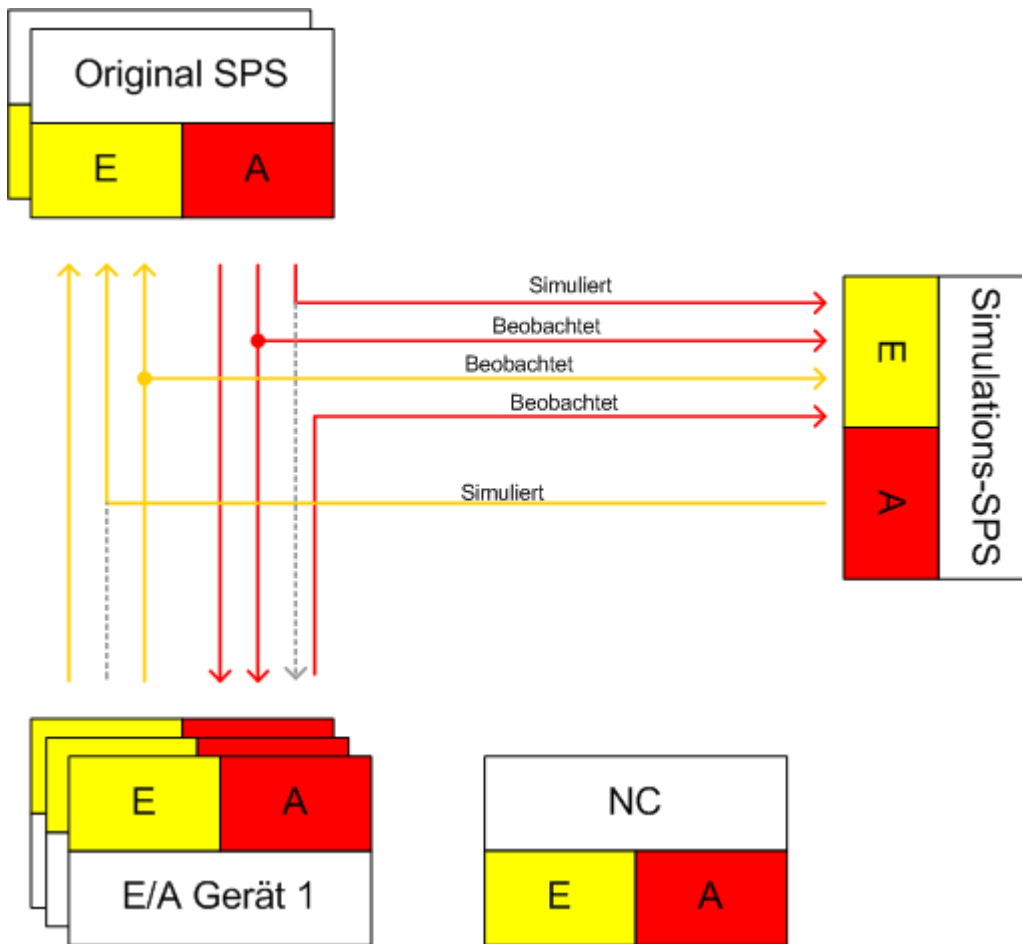 Original SPS
E
A
Simuliert
Beobachtet
Beobachtet
Beobachtet
Simuliert
E
A
Simulations-SPS
E
A
E/A Gerät 1
NC
E
A